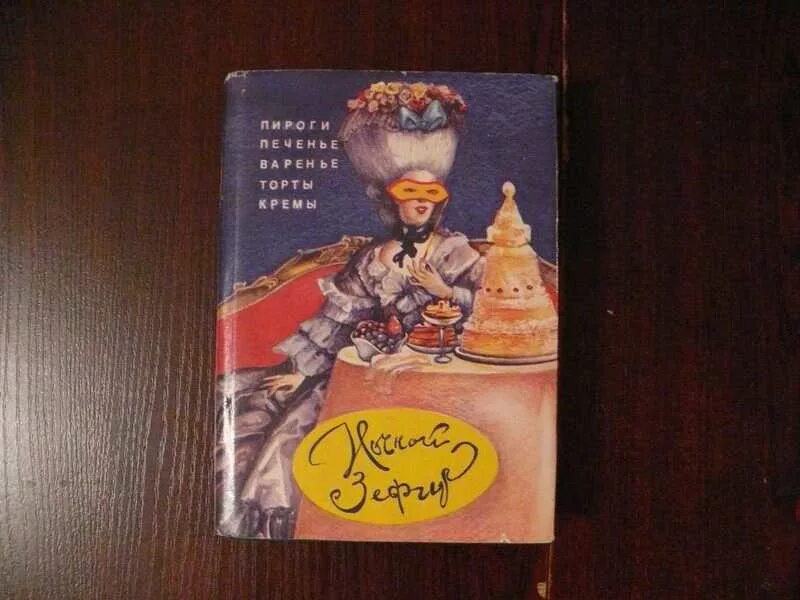 ПИРОГИ
ПЕЧЕНЬЕ
ВАРЕНЬЕ
ТОРТЫ
КРЕМЫ
Ночной
Зефир